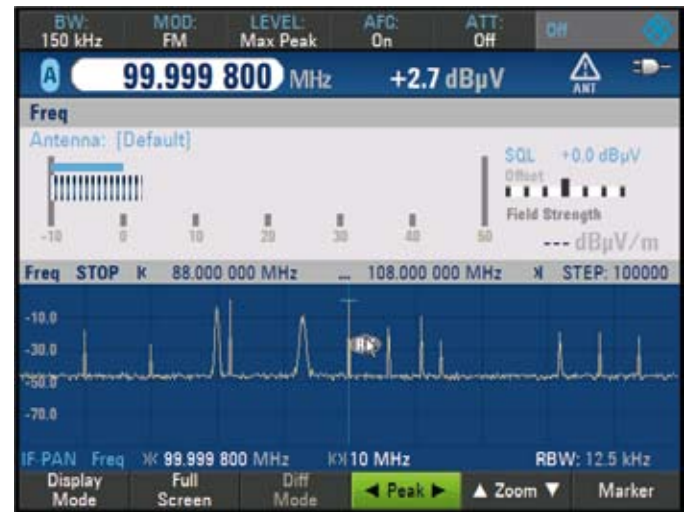 BW: MOD: LEVEL: AFC: ATT: Off
150 kHz FM Max Peak On Off
A 99.999 800 MHz +2.7 dBµV ANT
Freq
Antenna: [Default]
SQL +0.0 dBµV
Offset
Field Strength
-10 0 10 20 30 40 50
--- dBµV/m
Freq STOP 88.000 000 MHz ... 108.000 000 MHz STEP: 100000
-10.0
-30.0
-50.0
-70.0
IF-PAN Freq 99.999 800 MHz 10 MHz RBW: 12.5 kHz
Display Mode
Full Screen
Diff Mode
◄ Peak ►
▲ Zoom ▼
Marker